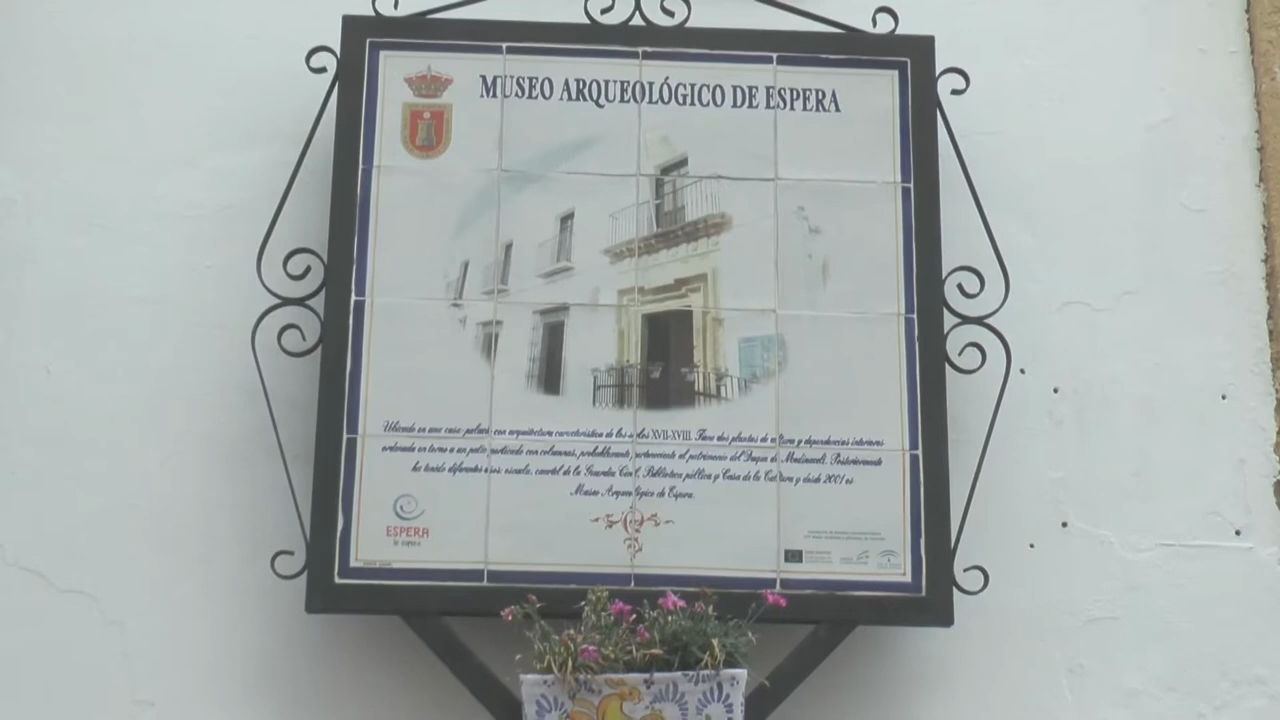 MUSEO ARQUEOLÓGICO DE ESPERA
Ubicado en una casa-palacio con arquitectura característica de los siglos XVII-XVIII. Tiene dos plantas de altura y dependencias interiores
ordenada en torno a un patio porticado con columnas, probablemente perteneciente al patrimonio del Duque de Medinaceli. Posteriormente
ha tenido diferentes usos: escuela, cuartel de la Guardia Civil, Biblioteca pública y Casa de la Cultura y desde 2001 es
Museo Arqueológico de Espera.
ESPERA
te espera